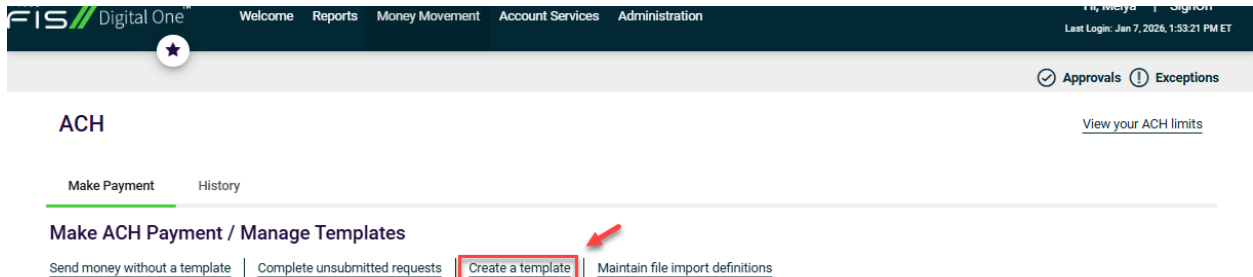 FIS Digital One™ Welcome Reports Money Movement Account Services Administration
Last Login: Jan 7, 2026, 1:53:21 PM ET
Approvals Exceptions
ACH
View your ACH limits
Make Payment History
Make ACH Payment / Manage Templates
Send money without a template | Complete unsubmitted requests | Create a template | Maintain file import definitions